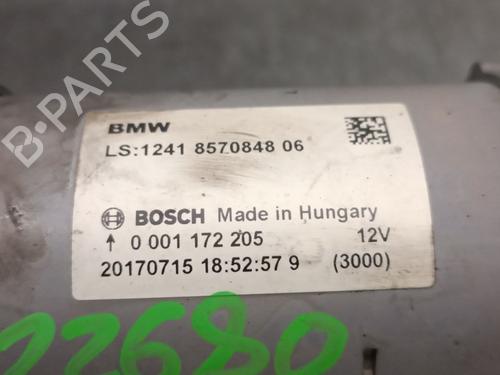 BMW
LS:1241 8570848 06
BOSCH Made in Hungary
0 001 172 205 12V
20170715 18:52:57 9 (3000)
22680
B-PARTS